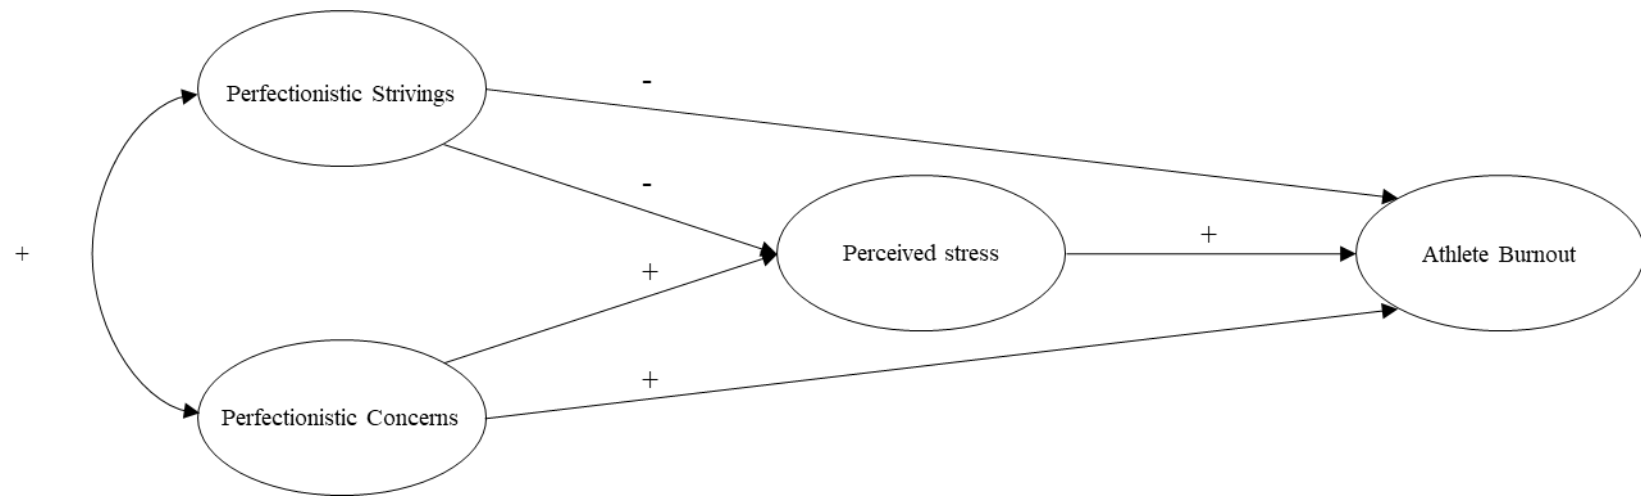 Perfectionistic Strivings
-
-
+
Perceived stress
+
Athlete Burnout
+
+
Perfectionistic Concerns